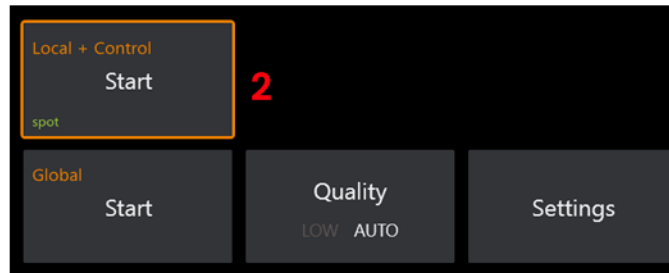 Local + Control
Start
2
spot
Global
Start
Quality
LOW AUTO
Settings